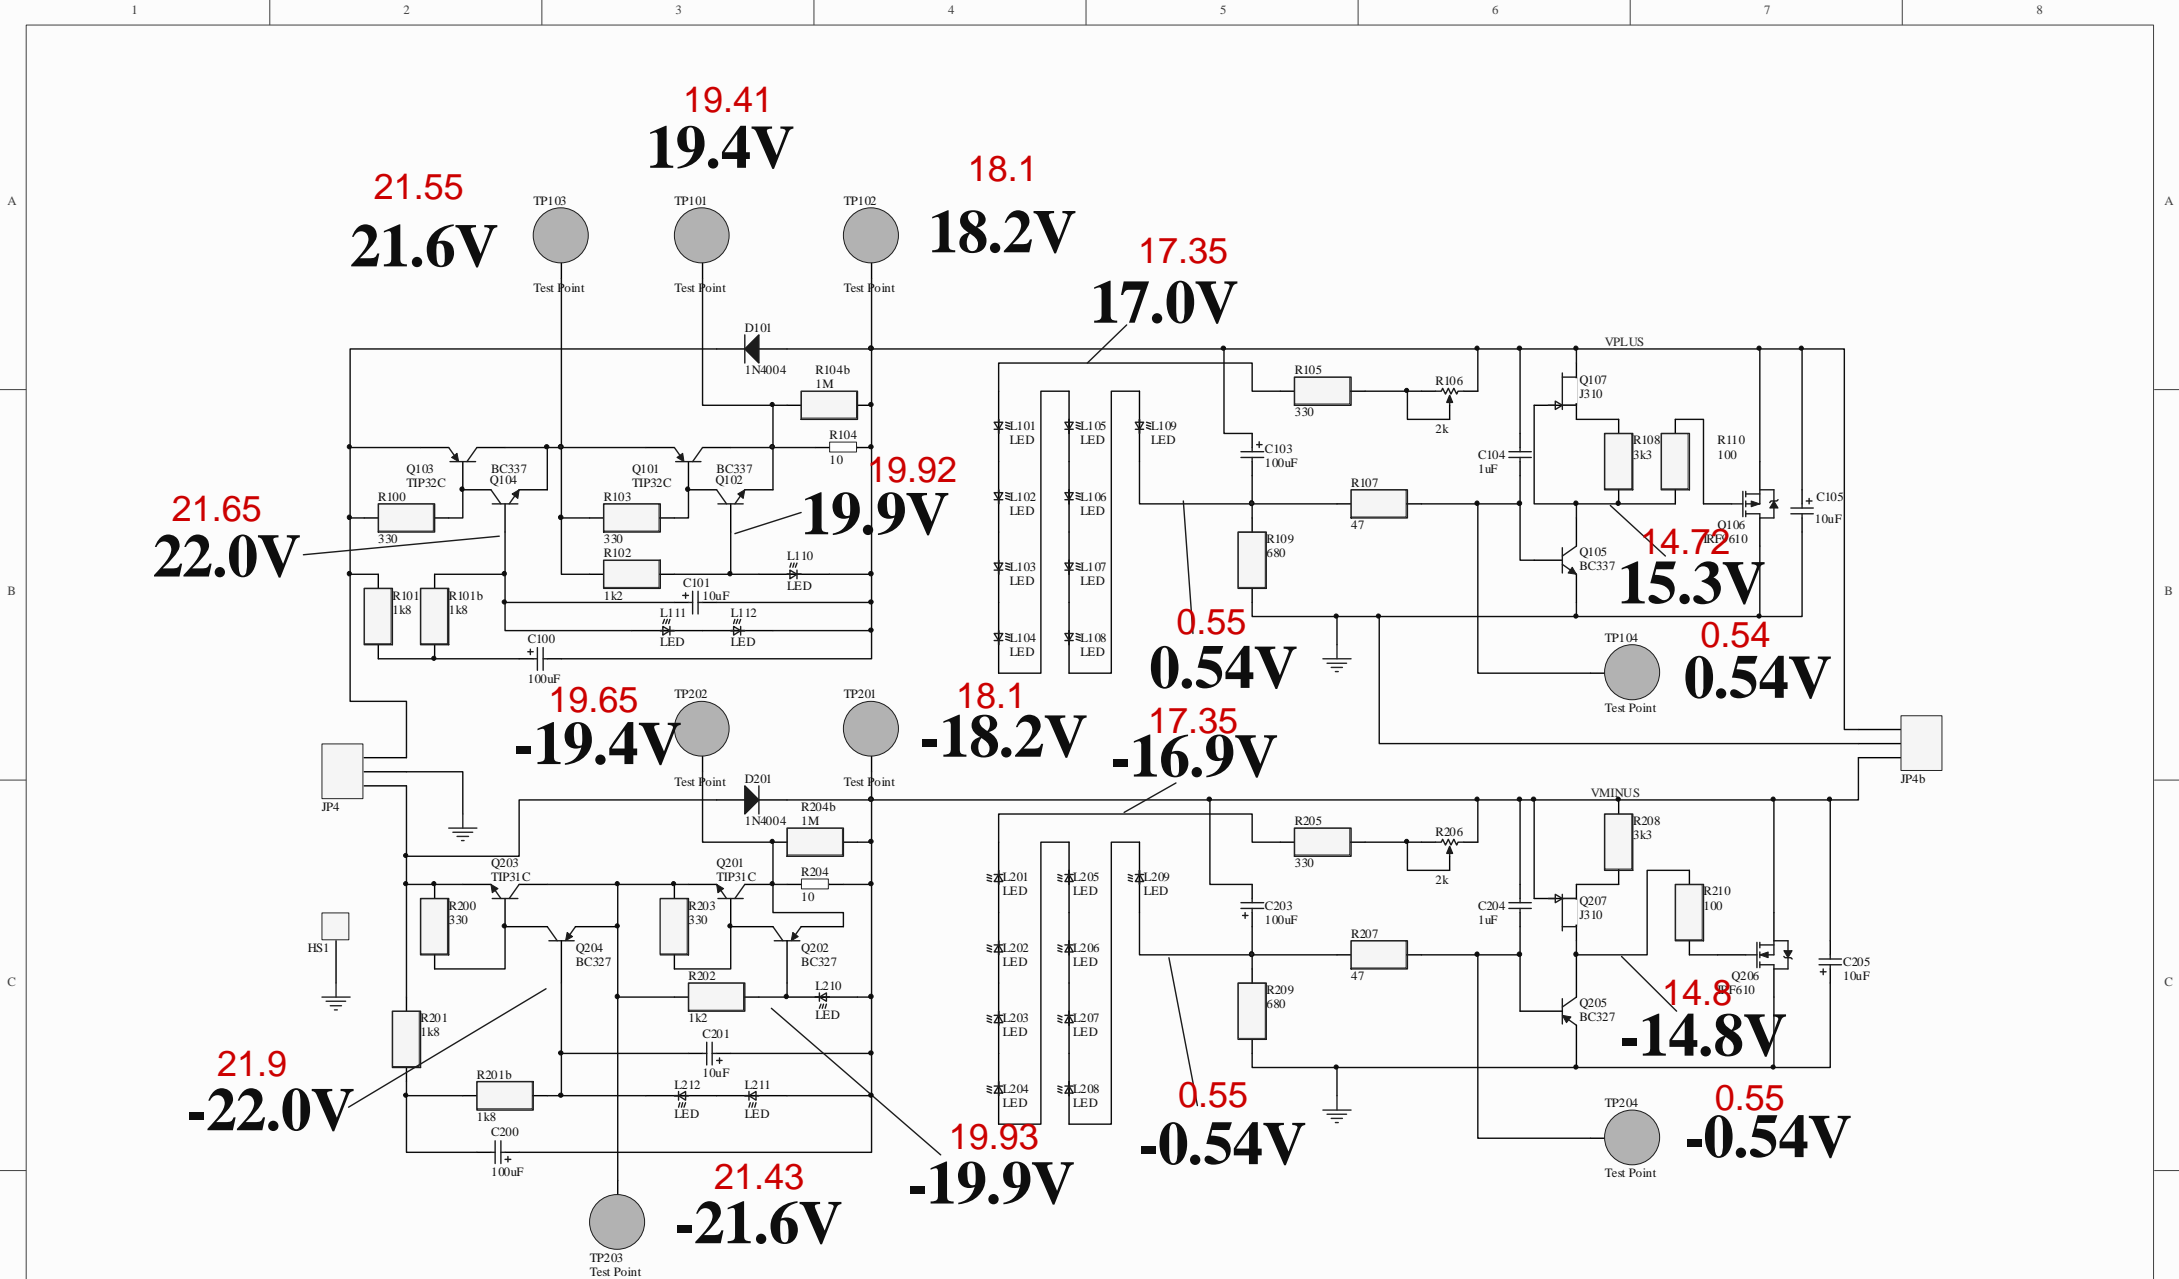 1 2 3 4 5 6 7 8
A A
B B
C C
19.41
19.4V
21.55
21.6V
18.1
18.2V
17.35
17.0V
TP103
Test Point
TP101
Test Point
TP102
Test Point
D101
1N4004
R104b
1M
R104
10
Q103
TIP32C
BC337
Q104
Q101
TIP32C
BC337
Q102
19.92
19.9V
21.65
22.0V
R100
330
R103
330
R102
1k2
L110
LED
R101
1k8
R101b
1k8
C101
10uF
L111
LED
L112
LED
C100
100uF
L101
LED
L105
LED
L109
LED
L102
LED
L106
LED
L103
LED
L107
LED
L104
LED
L108
LED
C103
100uF
R105
330
R106
2k
R107
47
R109
680
VPLUS
Q107
J310
C104
1uF
R108
3k3
R110
100
C105
10uF
Q106
IRF9610
Q105
BC337
14.72
15.3V
0.55
0.54V
TP104
Test Point
0.54
0.54V
JP4
JP4b
HS1
19.65
-19.4V
TP202
Test Point
TP201
Test Point
18.1
-18.2V
17.35
-16.9V
D201
1N4004
R204b
1M
R204
10
Q203
TIP31C
Q201
TIP31C
R200
330
R203
330
Q204
BC327
Q202
BC327
R202
1k2
L210
LED
R201
1k8
C201
10uF
R201b
1k8
L212
LED
L211
LED
C200
100uF
21.9
-22.0V
19.93
-19.9V
21.43
-21.6V
TP203
Test Point
L201
LED
L205
LED
L209
LED
L202
LED
L206
LED
L203
LED
L207
LED
L204
LED
L208
LED
C203
100uF
R205
330
R206
2k
R207
47
R209
680
VMINUS
R208
3k3
C204
1uF
Q207
J310
R210
100
Q206
IRF610
C205
10uF
Q205
BC327
14.8
-14.8V
0.55
-0.54V
TP204
Test Point
0.55
-0.54V